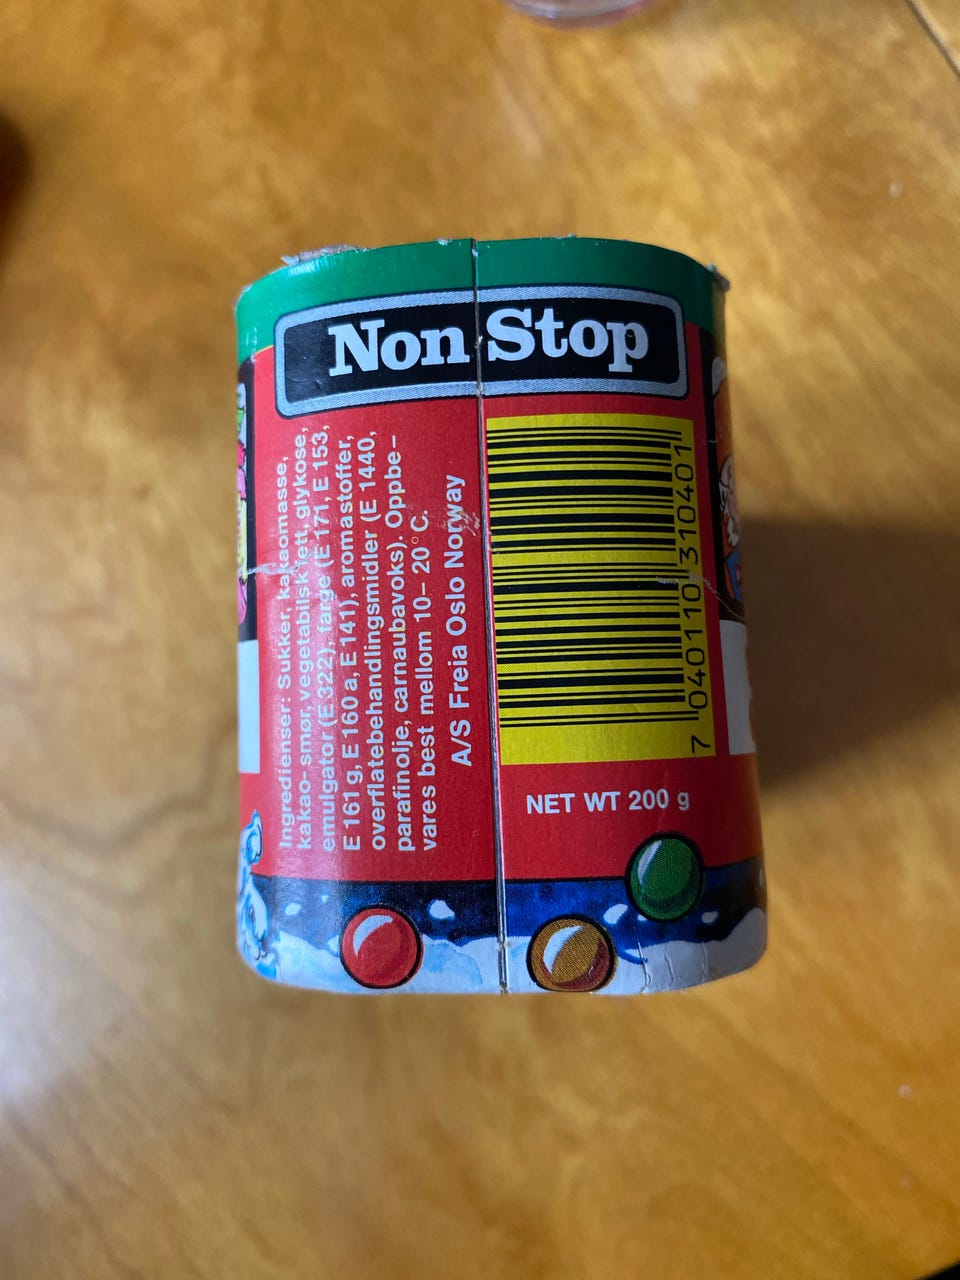 Non Stop
Ingredienser: Sukker, kakaomasse,
kakao- smør, vegetabilsk fett, glykose,
emulgator (E 322), farge (E 171, E 153,
E 161 g, E 160 a, E 141), aromastoffer,
overflatebehandlingsmidler (E 1440,
parafinolje, carnaubavoks). Oppbe-
vares best mellom 10- 20°C.
A/S Freia Oslo Norway
7 040110 310401
NET WT 200 g